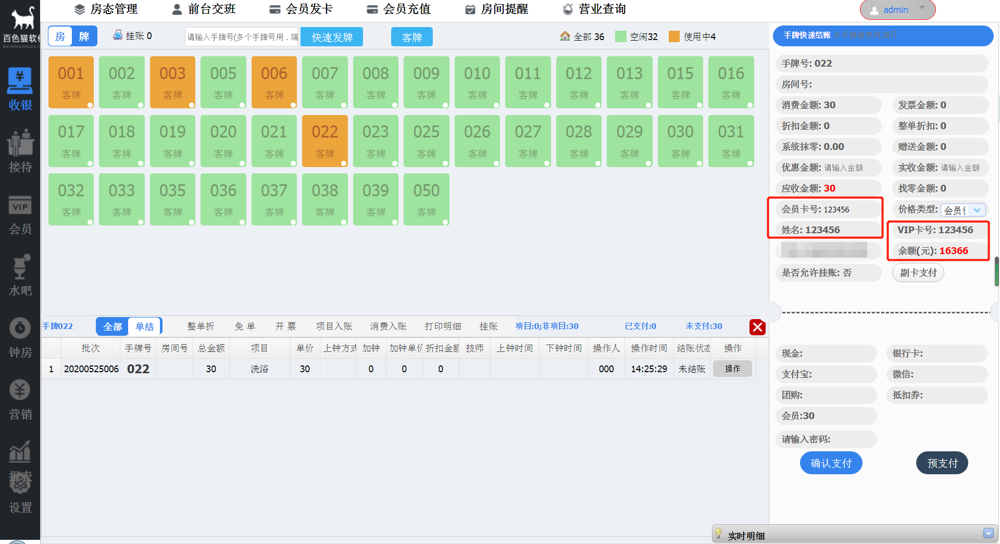 房态管理
前台交班
会员发卡
会员充值
房间提醒
营业查询
admin
百色猫软件
收银
接待
VIP
会员
水吧
钟房
营销
设置
房 牌
挂账 0
请输入手牌号(多个手牌号用 . 隔
快速发牌
客牌
全部 36
空闲32
使用中4
001 002 003 005 006 007 008 009 010 011 012 013 015 016
客牌 客牌 客牌 客牌 客牌 客牌 客牌 客牌 客牌 客牌 客牌 客牌 客牌 客牌
017 018 019 020 021 022 023 025 026 027 028 029 030 031
客牌 客牌 客牌 客牌 客牌 客牌 客牌 客牌 客牌 客牌 客牌 客牌 客牌 客牌
032 033 035 036 037 038 039 050
客牌 客牌 客牌 客牌 客牌 客牌 客牌 客牌
手牌022 全部 单结 整单折 免 单 开 票 项目入账 消费入账 打印明细 挂账 项目:0;非项目:30 已支付:0 未支付:30
批次 手牌号 房间号 总金额 项目 单价 上钟方式 加钟 加钟单价 折扣金额 技师 上钟时间 下钟时间 操作人 操作时间 结账状态 操作
1 20200525006 022 30 洗浴 30 0 0 0 000 14:25:29 未结账 操作
手牌快速结账
手牌号: 022
房间号:
消费金额: 30 发票金额: 0
折扣金额: 0 整单折扣: 0
系统抹零: 0.00 赠送金额: 0
优惠金额: 请输入金额 实收金额: 请输入金额
应收金额: 30 找零金额: 0
会员卡号: 123456 价格类型: 会员
姓名: 123456 VIP卡号: 123456
余额(元): 16366
是否允许挂账: 否 副卡支付
现金: 银行卡:
支付宝: 微信:
团购: 抵扣券:
会员:30
请输入密码:
确认支付 预支付
实时明细